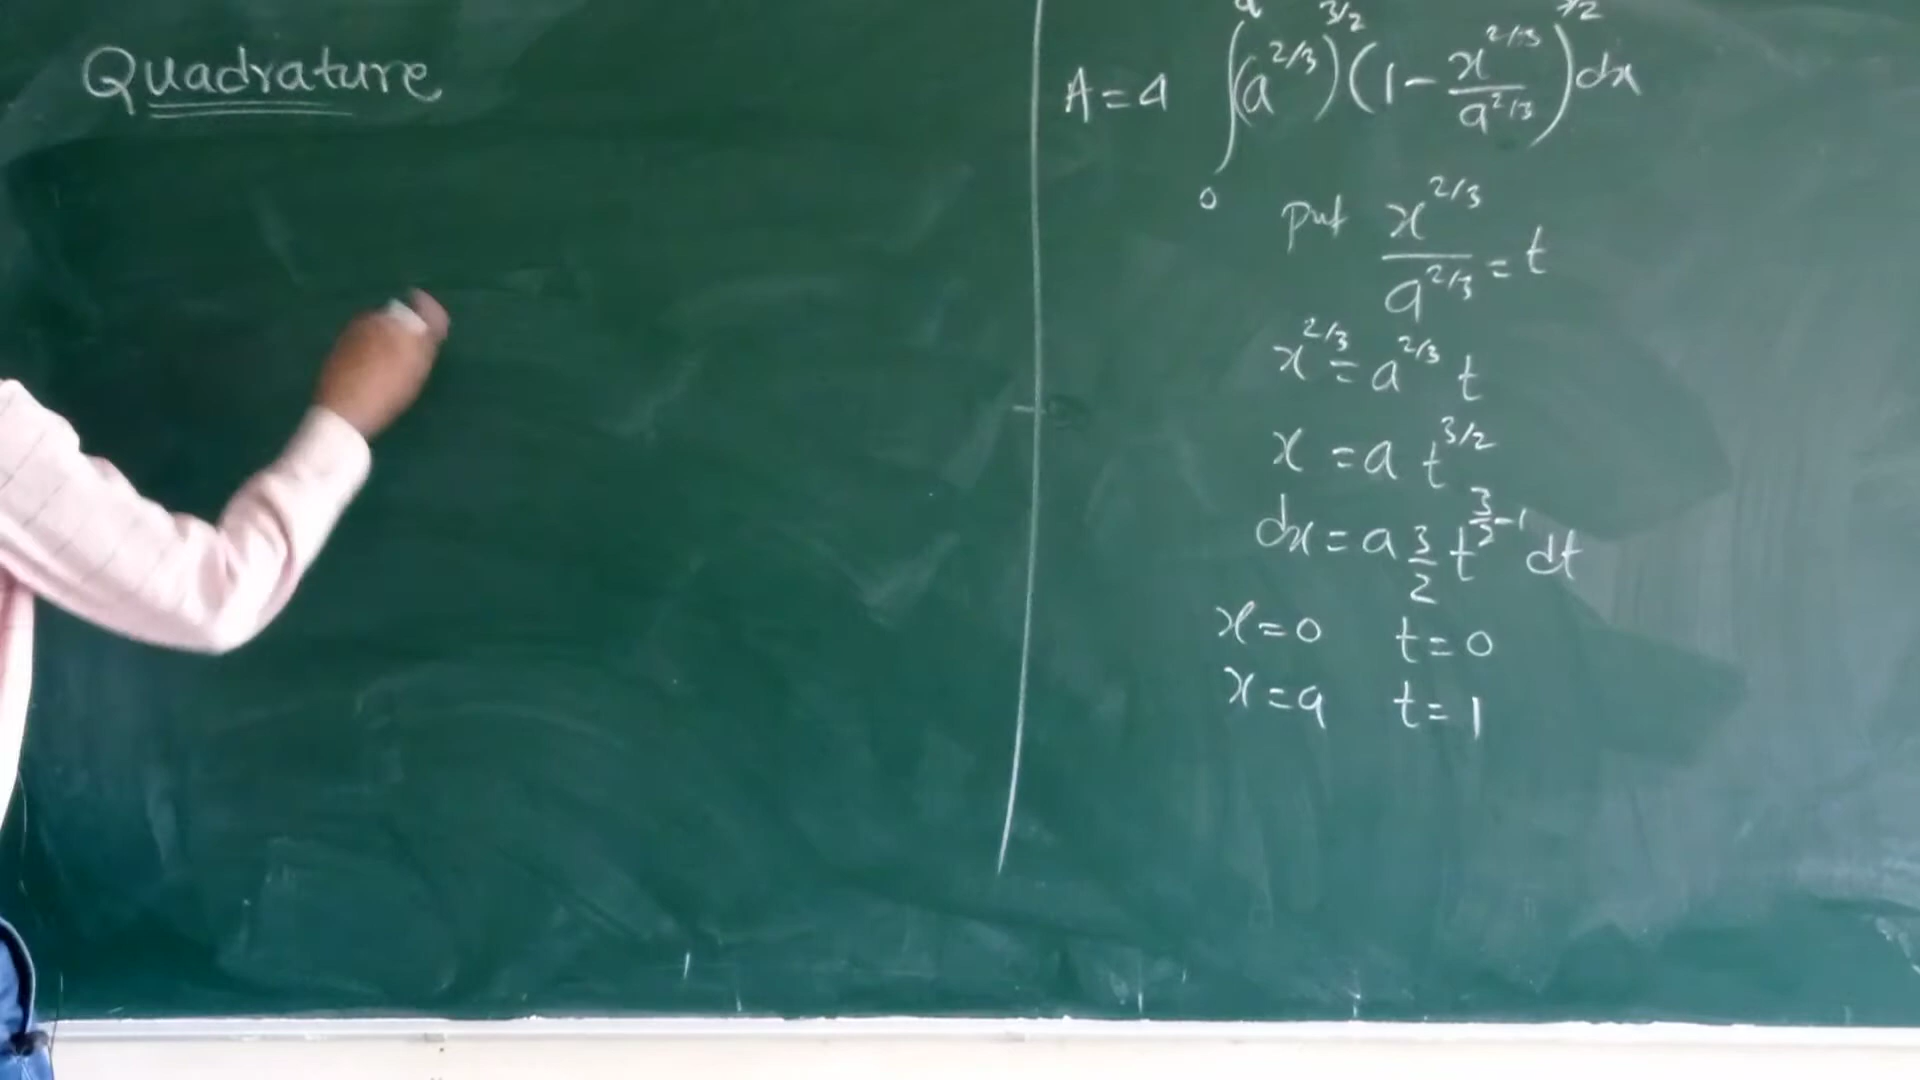 Quadrature
A = 4 ∫₀ᵃ (a^{2/3})^{3/2} (1 - x^{2/3}/a^{2/3})^{3/2} dx
put x^{2/3}/a^{2/3} = t
x^{2/3} = a^{2/3} t
x = a t^{3/2}
dx = a 3/2 t^{3/2 - 1} dt
x = 0 t = 0
x = a t = 1